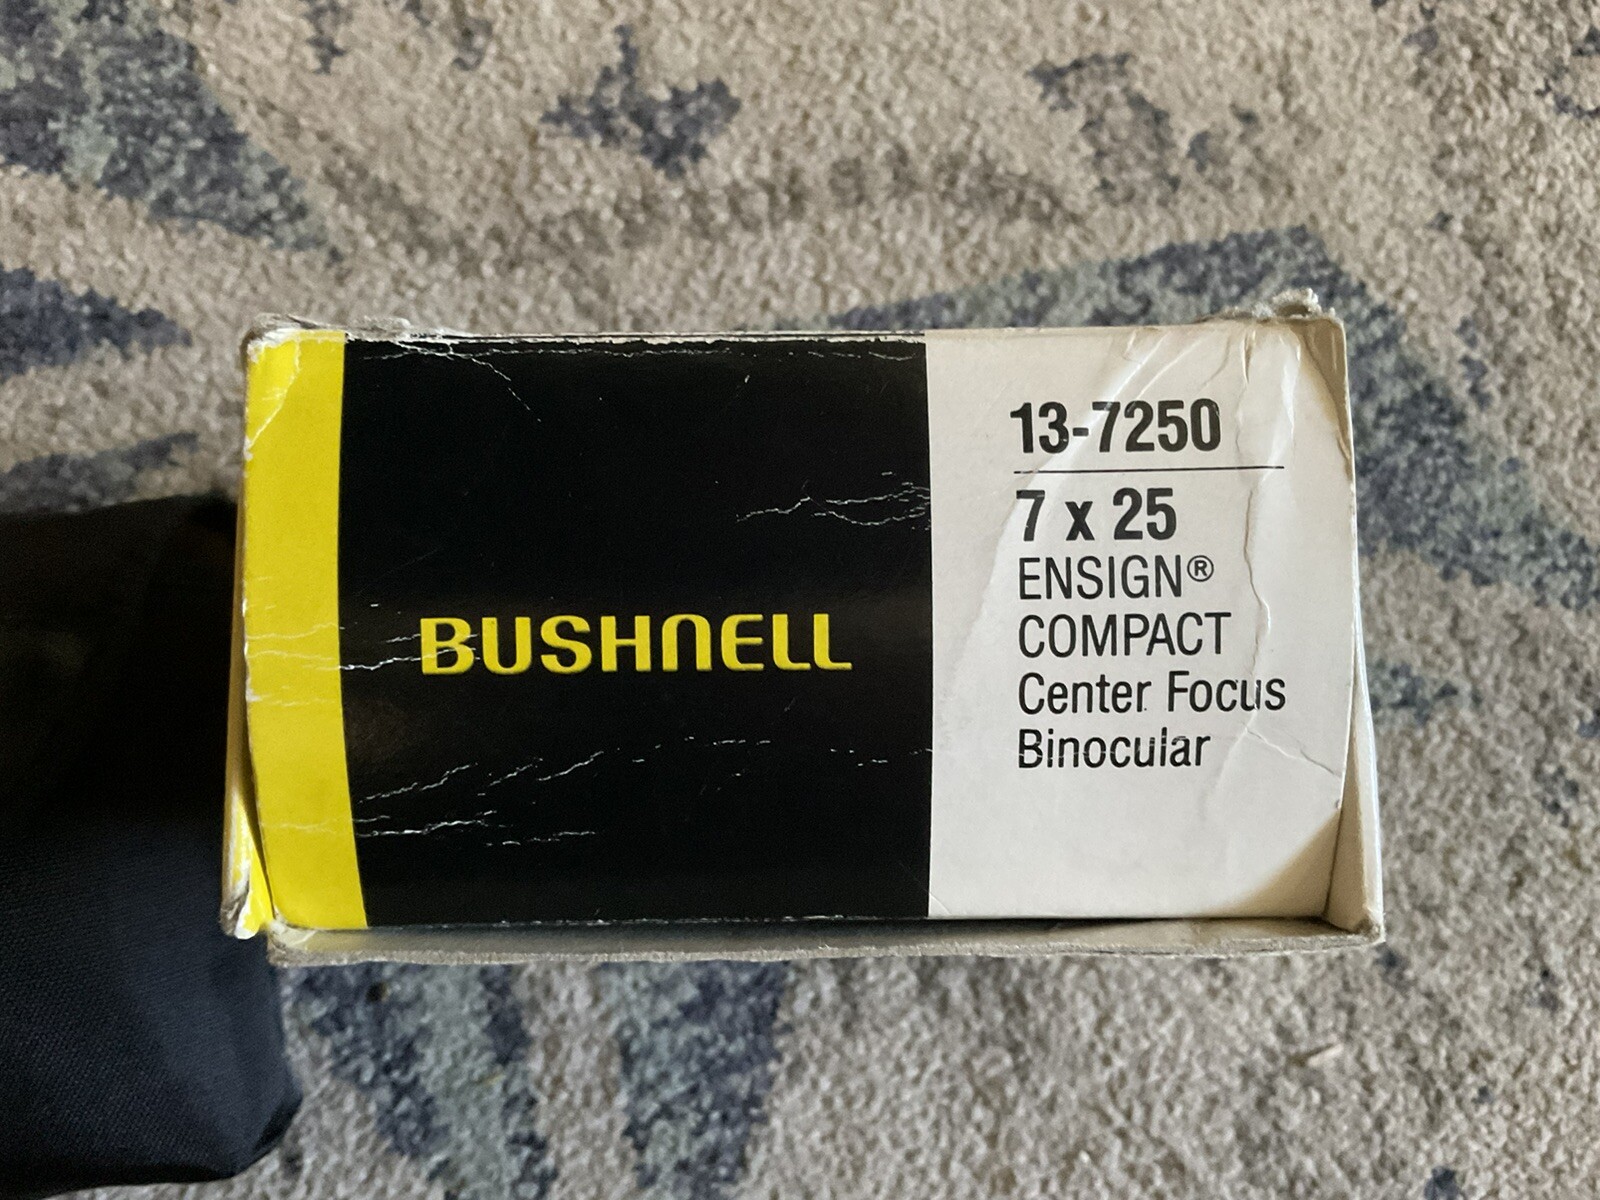 BUSHNELL
13-7250
7 x 25
ENSIGN®
COMPACT
Center Focus
Binocular